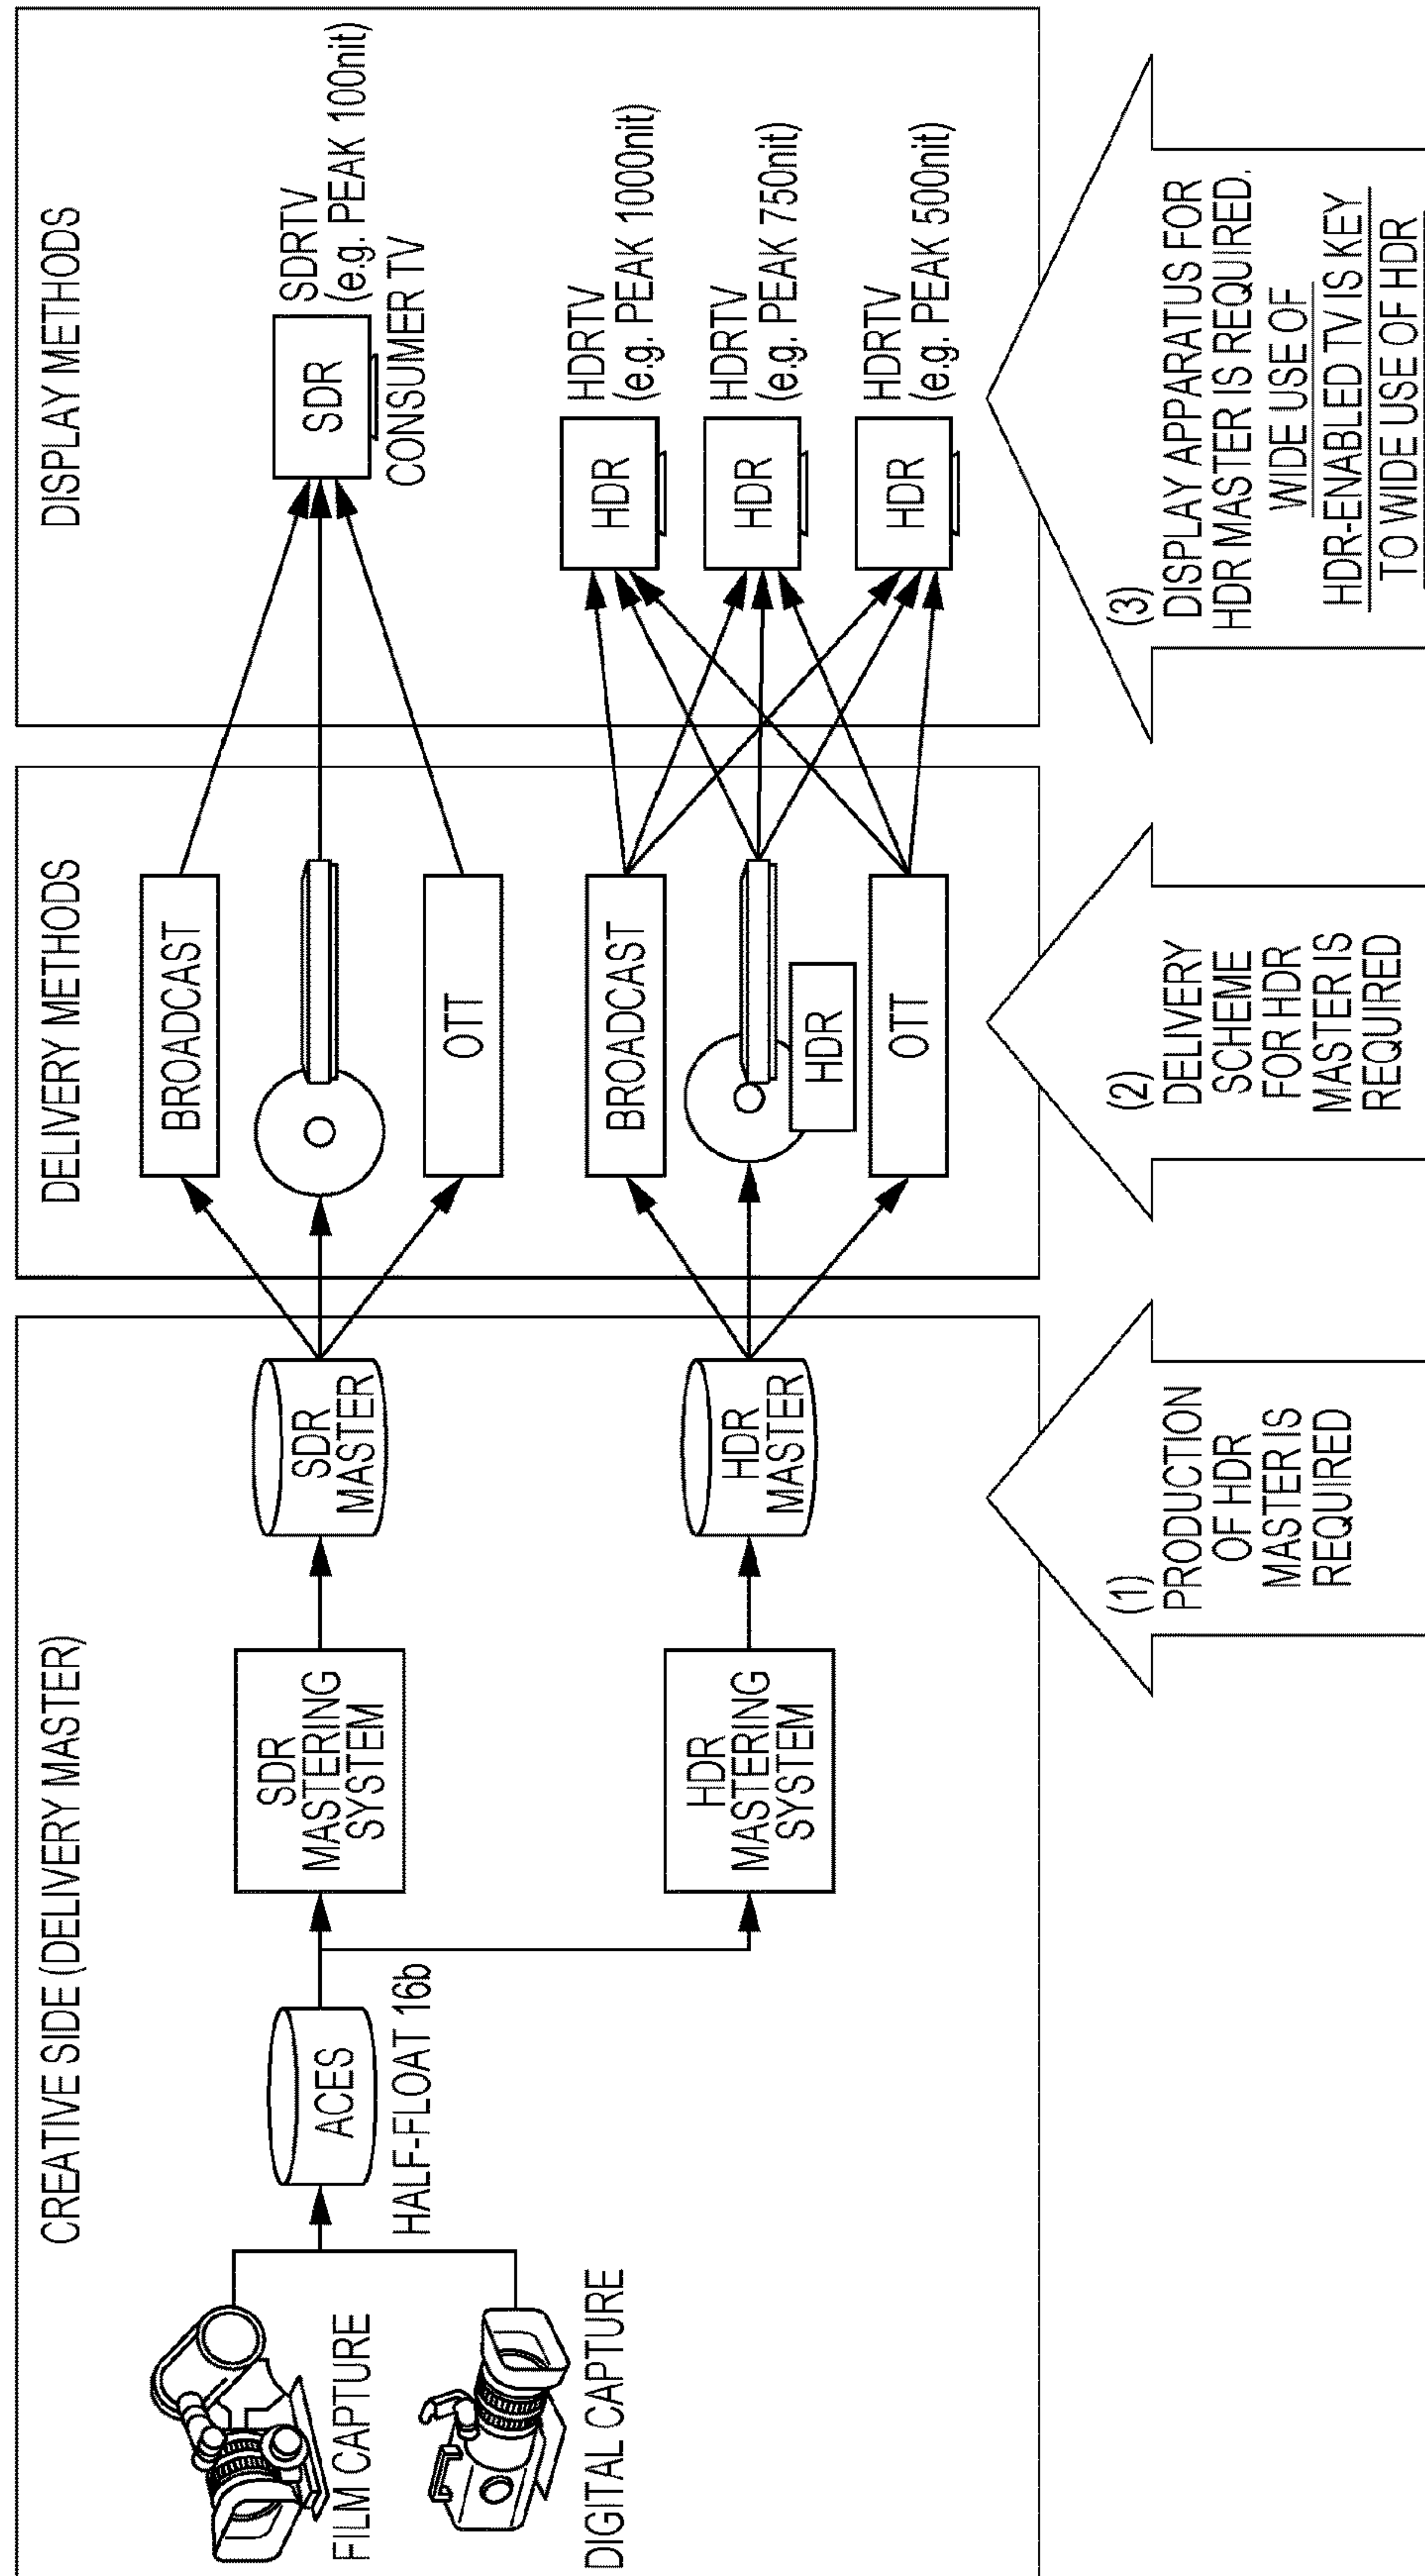 CREATIVE SIDE (DELIVERY MASTER)
FILM CAPTURE
DIGITAL CAPTURE
ACES
HALF-FLOAT 16b
SDR
MASTERING
SYSTEM
SDR
MASTER
HDR
MASTERING
SYSTEM
HDR
MASTER
DELIVERY METHODS
BROADCAST
OTT
BROADCAST
HDR
OTT
DISPLAY METHODS
SDR
SDRTV
(e.g. PEAK 100nit)
CONSUMER TV
HDR
HDRTV
(e.g. PEAK 1000nit)
HDR
HDRTV
(e.g. PEAK 750nit)
HDR
HDRTV
(e.g. PEAK 500nit)
(1)
PRODUCTION
OF HDR
MASTER IS
REQUIRED
(2)
DELIVERY
SCHEME
FOR HDR
MASTER IS
REQUIRED
(3)
DISPLAY APPARATUS FOR
HDR MASTER IS REQUIRED.
WIDE USE OF
HDR-ENABLED TV IS KEY
TO WIDE USE OF HDR